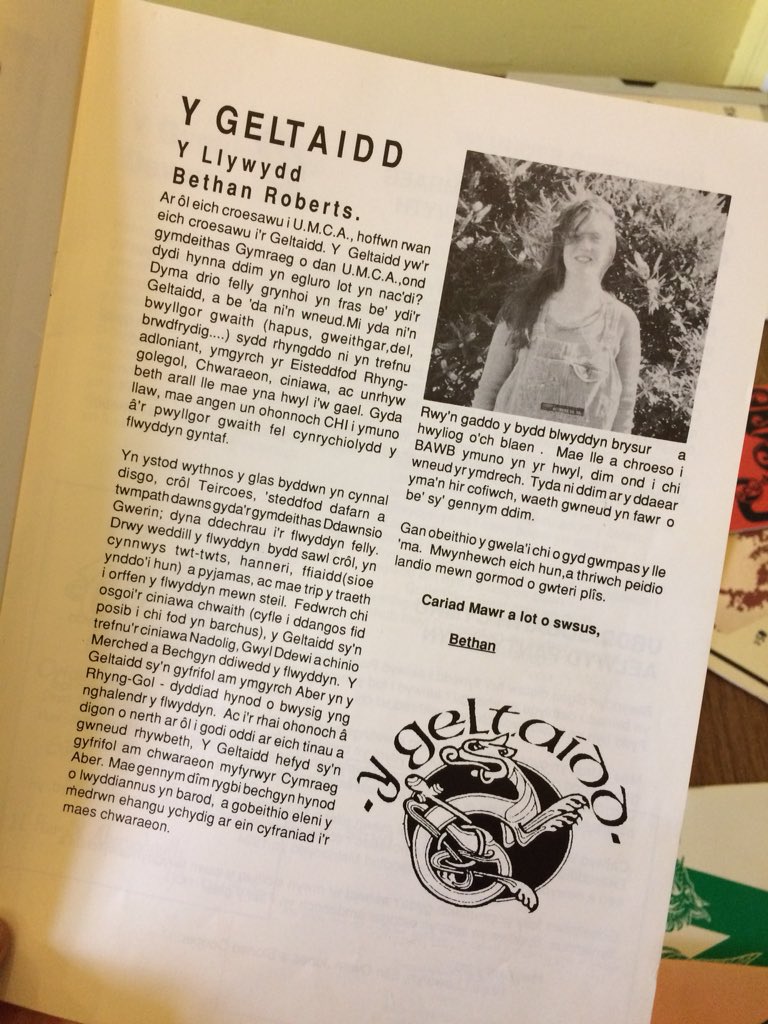 Y GELTAIDD
Y Llywydd
Bethan Roberts.
Ar ôl eich croesawu i U.M.C.A., hoffwn rwan
eich croesawu i'r Geltaidd. Y Geltaidd yw'r
gymdeithas Gymraeg o dan U.M.C.A.,ond
dydi hynna ddim yn egluro lot yn nac'di?
Dyma drio felly grynhoi yn fras be' ydi'r
Geltaidd, a be 'da ni'n wneud.Mi yda ni'n
bwyllgor gwaith (hapus, gweithgar,del,
brwdfrydig....) sydd rhyngddo ni yn trefnu
adloniant, ymgyrch yr Eisteddfod Rhyng-
golegol, Chwaraeon, ciniawa, ac unrhyw
beth arall lle mae yna hwyl i'w gael. Gyda
llaw, mae angen un ohonnoch CHI i ymuno
â'r pwyllgor gwaith fel cynrychiolydd y
flwyddyn gyntaf.
Yn ystod wythnos y glas byddwn yn cynnal
disgo, crôl Teircoes, 'steddfod dafarn a
twmpath dawns gyda'r gymdeithas Ddawnsio
Gwerin; dyna ddechrau i'r flwyddyn felly.
Drwy weddill y flwyddyn bydd sawl crôl, yn
cynnwys twt-twts, hanneri, ffiaidd(sioe
ynddo'i hun) a pyjamas, ac mae trip y traeth
i orffen y flwyddyn mewn steil. Fedwrch chi
osgoi'r ciniawa chwaith (cyfle i ddangos fid
posib i chi fod yn barchus), y Geltaidd sy'n
trefnu'r ciniawa Nadolig, Gwyl Ddewi a chinio
Merched a Bechgyn ddiwedd y flwyddyn. Y
Geltaidd sy'n gyfrifol am ymgyrch Aber yn y
Rhyng-Gol - dyddiad hynod o bwysig yng
nghalendr y flwyddyn. Ac i'r rhai ohonoch â
digon o nerth ar ôl i godi oddi ar eich tinau a
gwneud rhywbeth, Y Geltaidd hefyd sy'n
gyfrifol am chwaraeon myfyrwyr Cymraeg
Aber. Mae gennym dîm rygbi bechgyn hynod
o lwyddiannus yn barod, a gobeithio eleni y
medrwn ehangu ychydig ar ein cyfraniad i'r
maes chwaraeon.
Rwy'n gaddo y bydd blwyddyn brysur a
hwyliog o'ch blaen . Mae lle a chroeso i
BAWB ymuno yn yr hwyl, dim ond i chi
wneud yr ymdrech. Tyda ni ddim ar y ddaear
yma'n hir cofiwch, waeth gwneud yn fawr o
be' sy' gennym ddim.
Gan obeithio y gwela'i chi o gyd gwmpas y lle
'ma. Mwynhewch eich hun,a thriwch peidio
landio mewn gormod o gwteri plîs.
Cariad Mawr a lot o swsus,
Bethan
-y geltaidd-